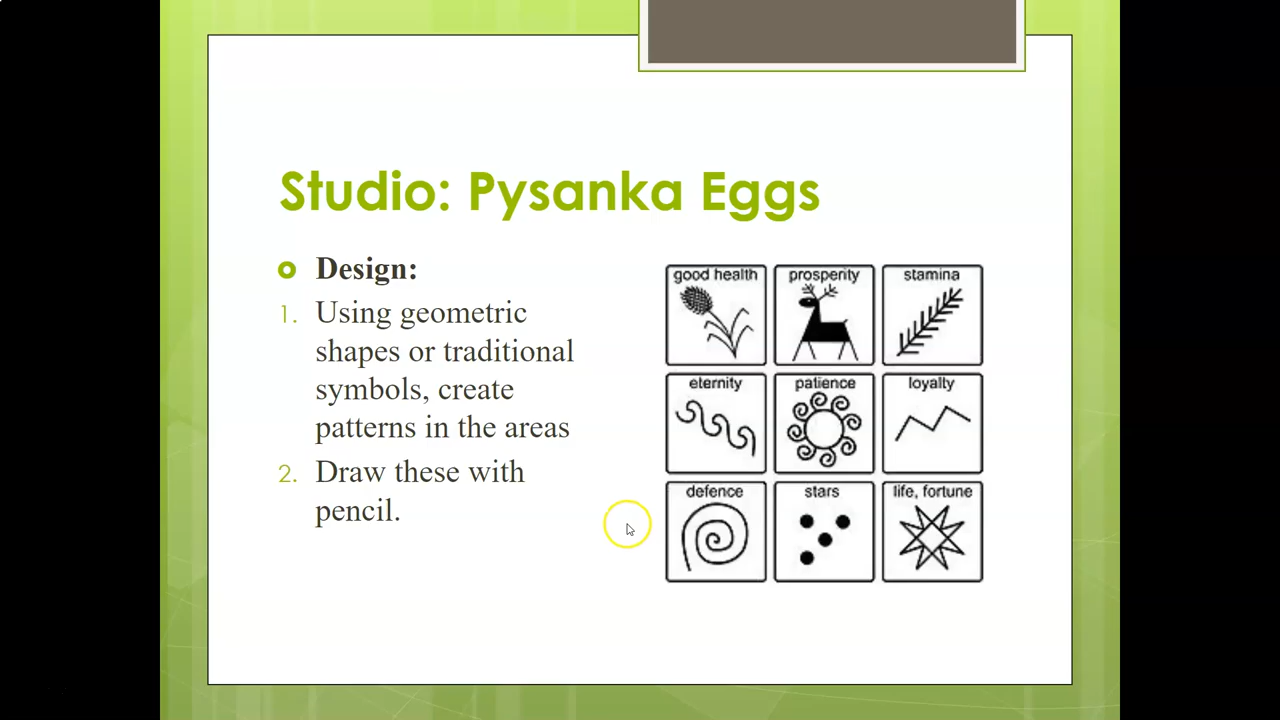 Studio: Pysanka Eggs
Design:
1. Using geometric
shapes or traditional
symbols, create
patterns in the areas
2. Draw these with
pencil.
good health
prosperity
stamina
eternity
patience
loyalty
defence
stars
life, fortune